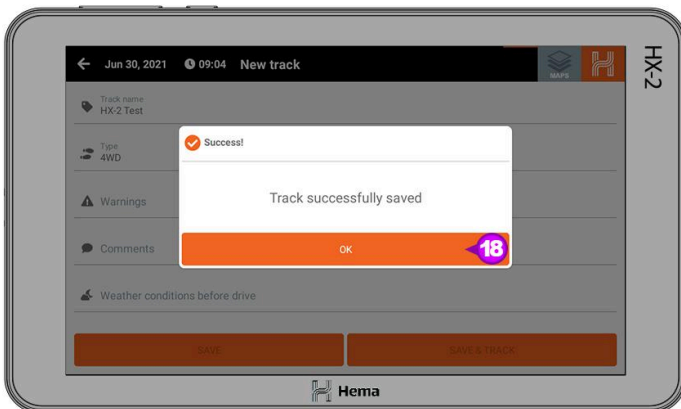 Jun 30, 2021 09:04 New track
MAPS
HX-2
Track name
HX-2 Test
Success!
Type
4WD
Track successfully saved
Warnings
OK
18
Comments
Weather conditions before drive
SAVE
SAVE & TRACK
Hema